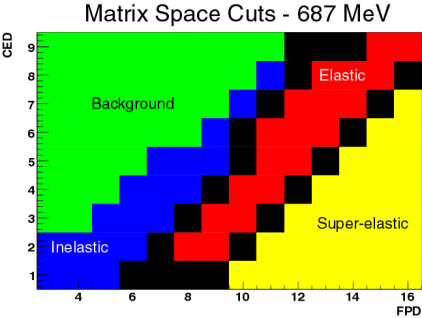 Matrix Space Cuts - 687 MeV
CED
9
8
7
6
5
4
3
2
1
Elastic
Background
Super-elastic
Inelastic
4 6 8 10 12 14 16
FPD